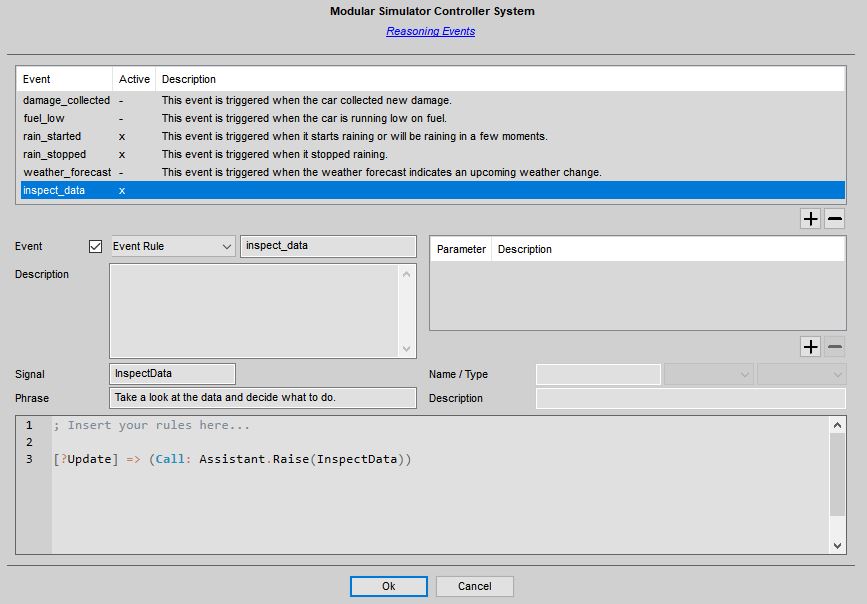 Modular Simulator Controller System
Reasoning Events
Event Active Description
damage_collected - This event is triggered when the car collected new damage.
fuel_low - This event is triggered when the car is running low on fuel.
rain_started x This event is triggered when it starts raining or will be raining in a few moments.
rain_stopped x This event is triggered when it stopped raining.
weather_forecast - This event is triggered when the weather forecast indicates an upcoming weather change.
inspect_data x
Event Event Rule inspect_data
Parameter Description
Description
Signal InspectData
Name / Type
Phrase Take a look at the data and decide what to do.
Description
1 ; Insert your rules here...
2
3 [?Update] => (Call: Assistant.Raise(InspectData))
Ok Cancel